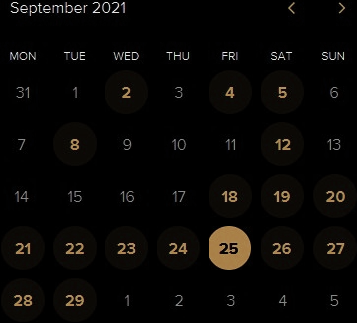 September 2021
MON TUE WED THU FRI SAT SUN
31 1 2 3 4 5 6
7 8 9 10 11 12 13
14 15 16 17 18 19 20
21 22 23 24 25 26 27
28 29 1 2 3 4 5